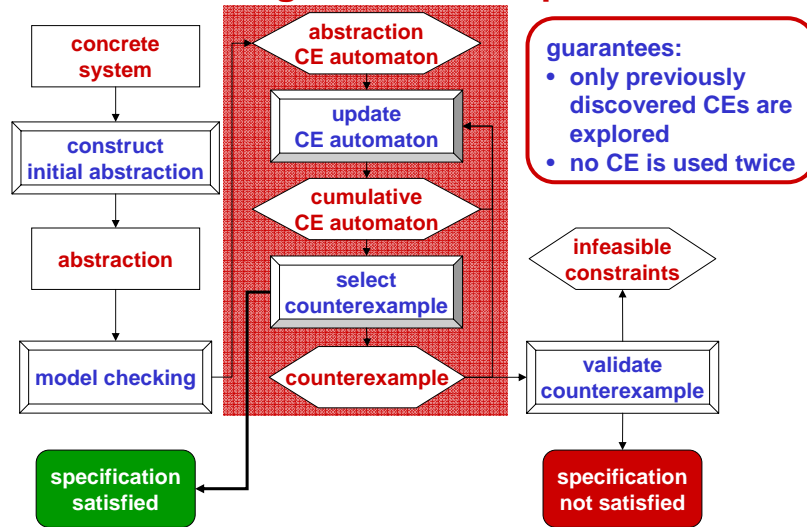 concrete
system
construct
initial abstraction
abstraction
model checking
specification
satisfied
abstraction
CE automaton
update
CE automaton
cumulative
CE automaton
select
counterexample
counterexample
guarantees:
• only previously
discovered CEs are
explored
• no CE is used twice
infeasible
constraints
validate
counterexample
specification
not satisfied